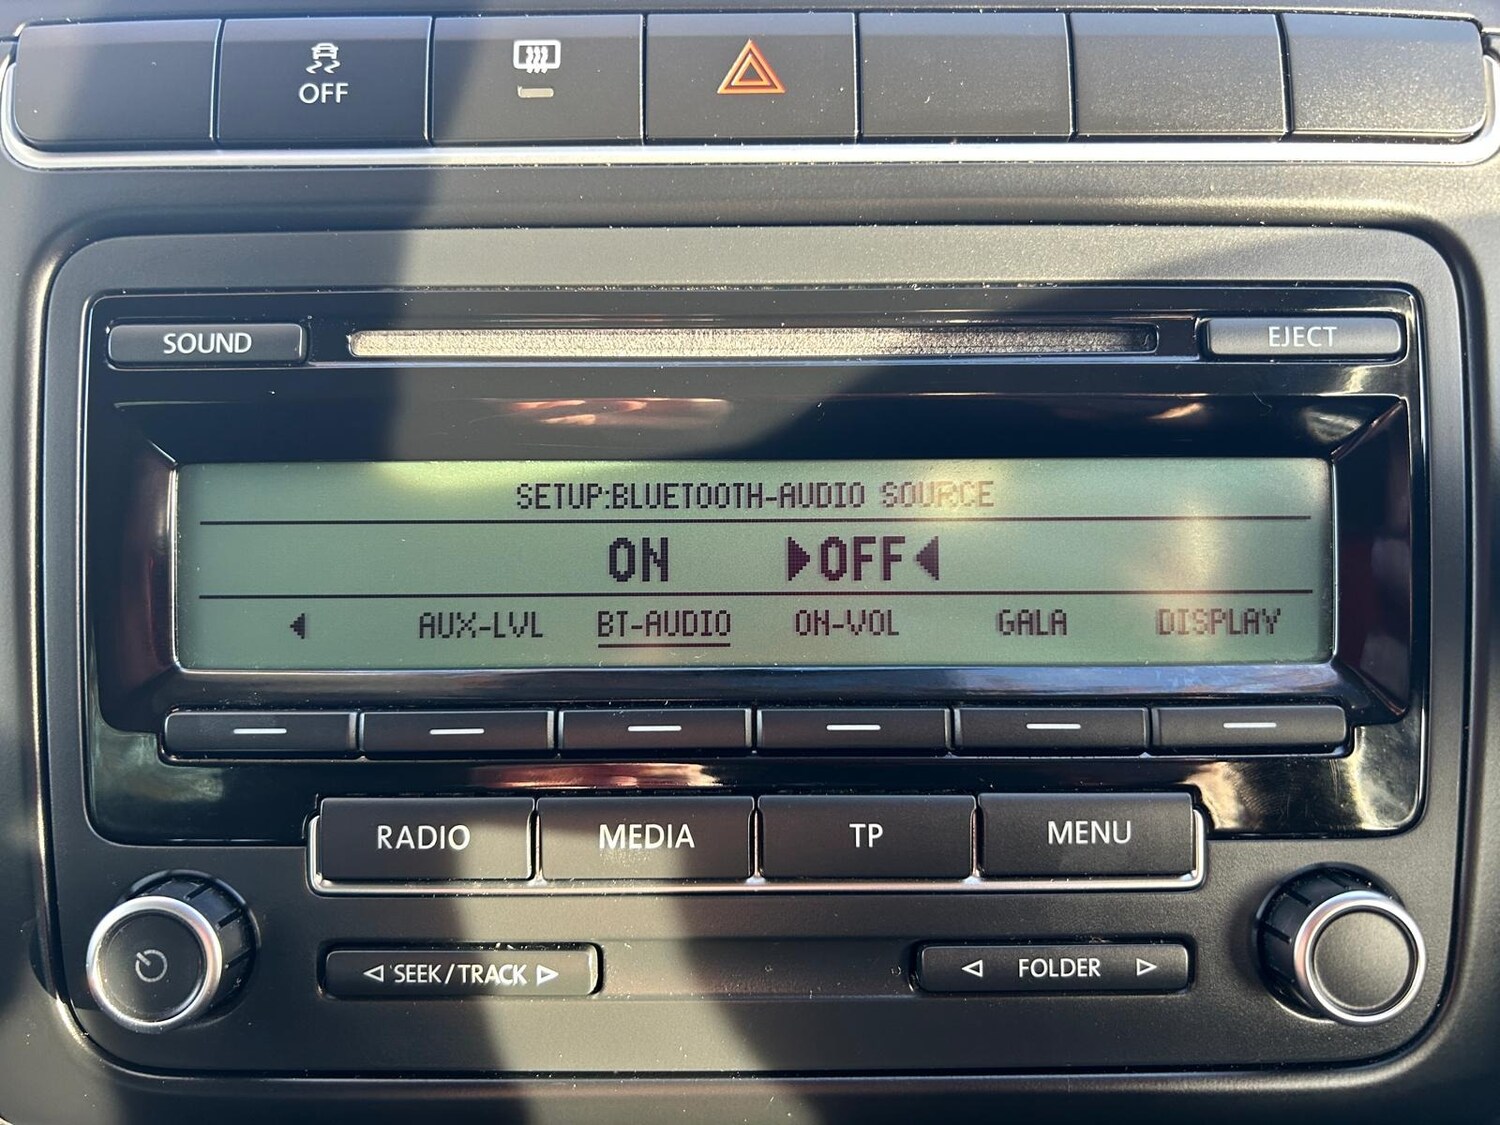 OFF
SOUND
EJECT
SETUP:BLUETOOTH-AUDIO SOURCE
ON ▶OFF◀
◀ AUX-LVL BT-AUDIO ON-VOL GALA DISPLAY
RADIO MEDIA TP MENU
◁ SEEK/TRACK ▷
◁ FOLDER ▷